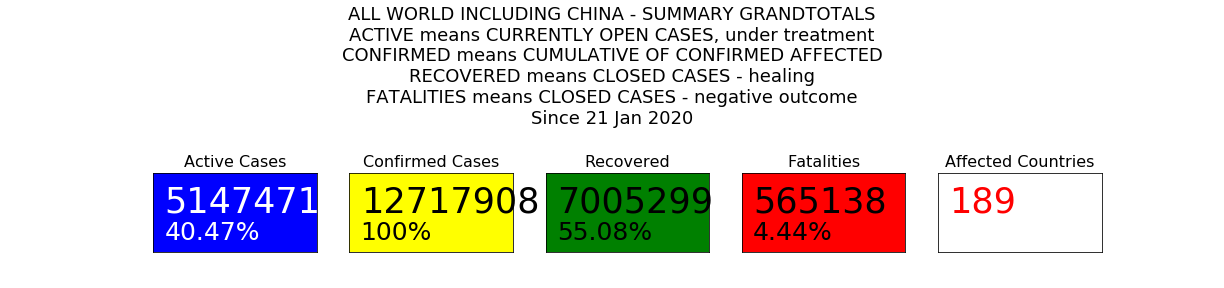 ALL WORLD INCLUDING CHINA - SUMMARY GRANDTOTALS
ACTIVE means CURRENTLY OPEN CASES, under treatment
CONFIRMED means CUMULATIVE OF CONFIRMED AFFECTED
RECOVERED means CLOSED CASES - healing
FATALITIES means CLOSED CASES - negative outcome
Since 21 Jan 2020
Active Cases
5147471
40.47%
Confirmed Cases
12717908
100%
Recovered
7005299
55.08%
Fatalities
565138
4.44%
Affected Countries
189